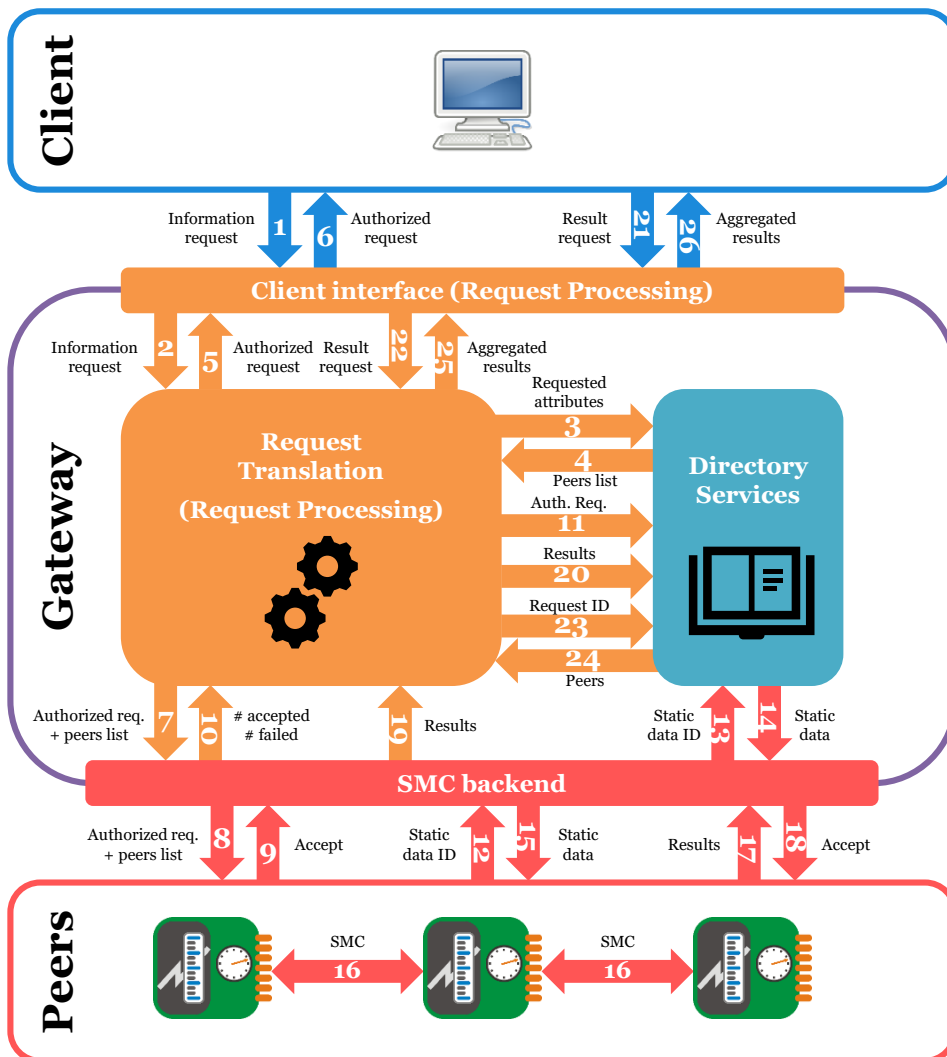 Client
Information
request
1
6
Authorized
request
Result
request
21
26
Aggregated
results
Client interface (Request Processing)
Gateway
Information
request
2
5
Authorized
request
Result
request
22
25
Aggregated
results
Request
Translation
(Request Processing)
Requested
attributes
3
4
Peers list
Auth. Req.
11
Results
20
Request ID
23
24
Peers
Directory
Services
Authorized req.
+ peers list
7
10
# accepted
# failed
19
Results
Static
data ID
13
14
Static
data
SMC backend
Authorized req.
+ peers list
8
9
Accept
Static
data ID
12
15
Static
data
Results
17
18
Accept
Peers
SMC
16
SMC
16